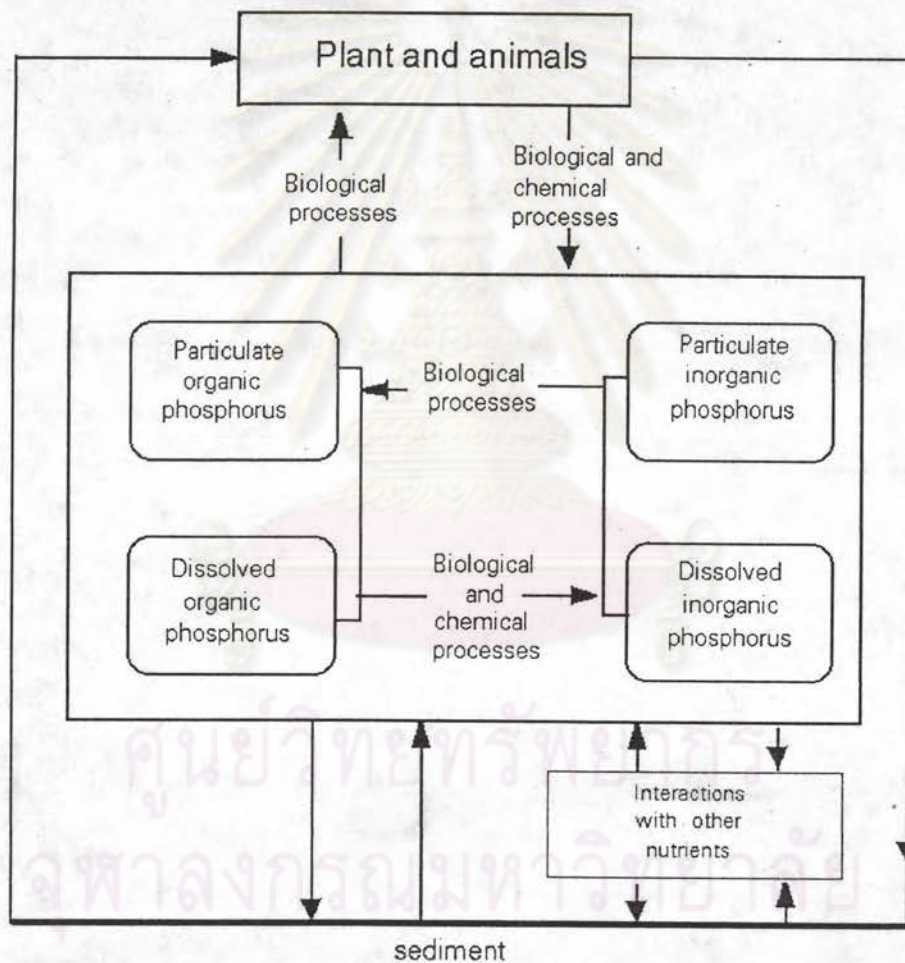 Plant and animals
Biological
processes
Biological and
chemical
processes
Particulate
organic
phosphorus
Biological
processes
Particulate
inorganic
phosphorus
Dissolved
organic
phosphorus
Biological
and
chemical
processes
Dissolved
inorganic
phosphorus
Interactions
with other
nutrients
ศูนย์วิทยทรัพยากร
จุฬาลงกรณ์มหาวิทยาลัย
sediment